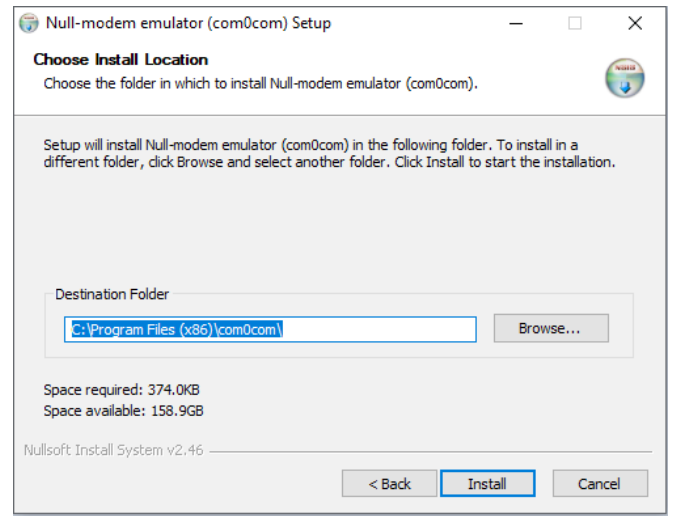 Null-modem emulator (com0com) Setup
Choose Install Location
Choose the folder in which to install Null-modem emulator (com0com).
Setup will install Null-modem emulator (com0com) in the following folder. To install in a
different folder, click Browse and select another folder. Click Install to start the installation.
Destination Folder
C:\Program Files (x86)\com0com\
Browse...
Space required: 374.0KB
Space available: 158.9GB
Nullsoft Install System v2.46
< Back
Install
Cancel